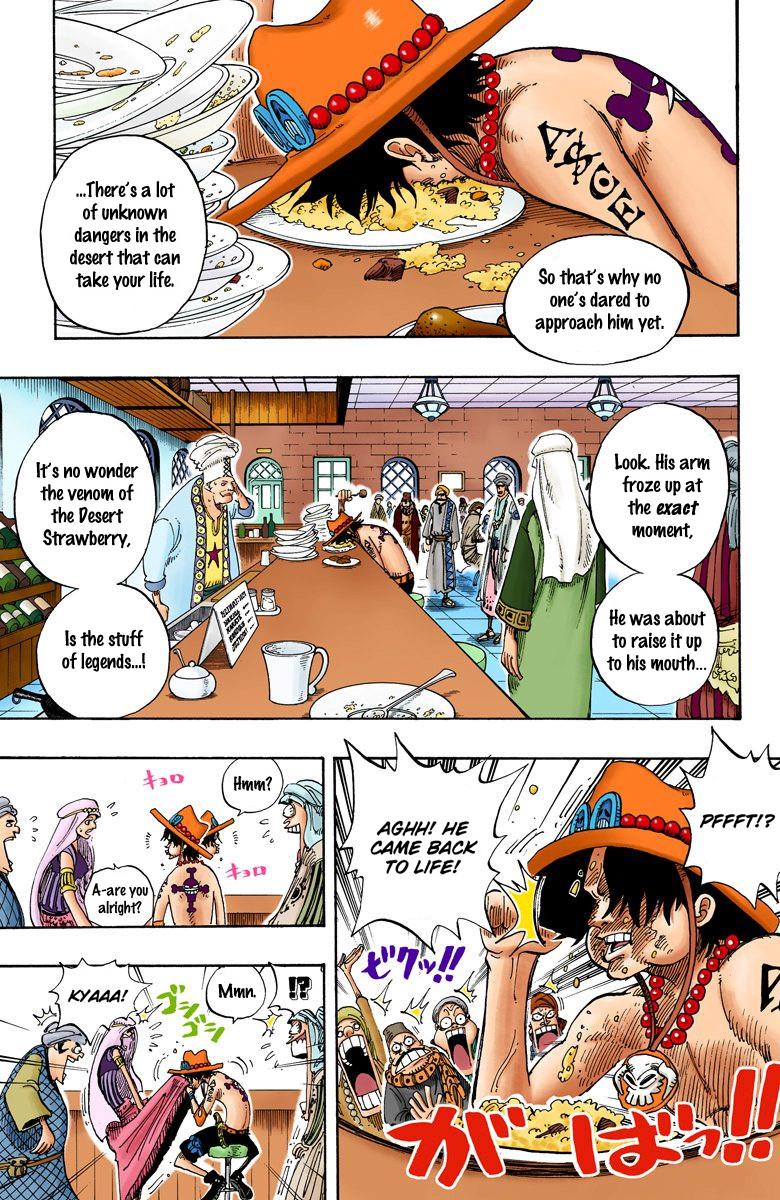 So that's why no
one's dared to
approach him yet.
...There's a lot
of unknown
dangers in the
desert that can
take your life.
ASCE
Look. His arm
froze up at
the exact
moment,
He was about
to raise it up
to his mouth...
It's no wonder
the venom of
the Desert
Strawberry,
Is the stuff
of legends...!
PFFFT!?
AGHH! HE
CAME BACK
TO LIFE!
ビクッ!!
がばっ!!
Hmm?
キョロ
キョロ
A-are you
alright?
!?
Mmn.
ゴシ
ゴシ
KYAAA!